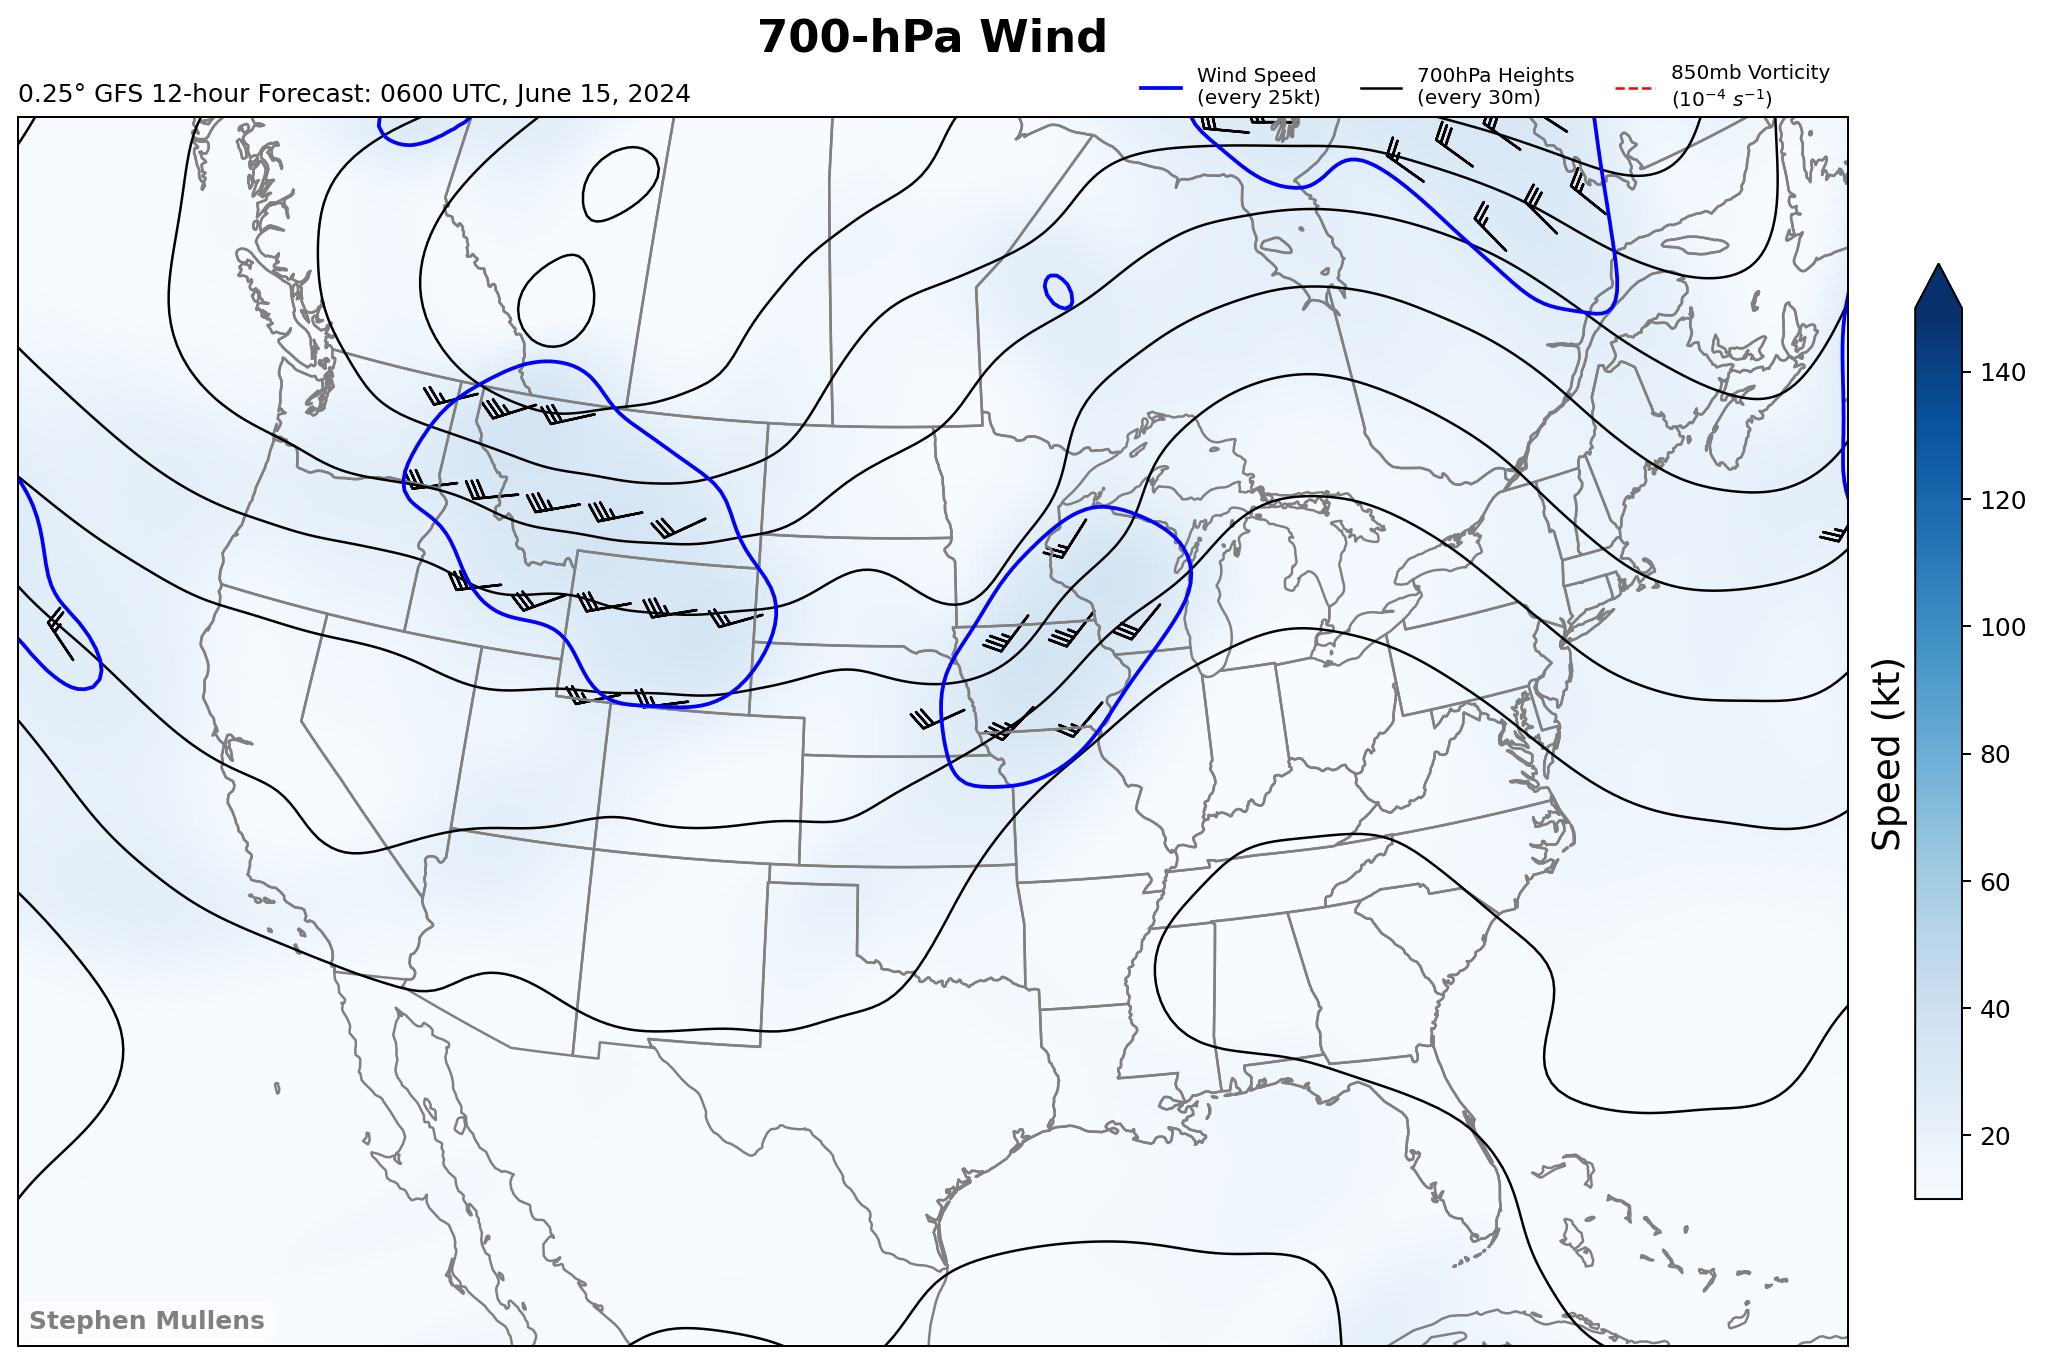 700-hPa Wind
0.25° GFS 12-hour Forecast: 0600 UTC, June 15, 2024
Wind Speed
(every 25kt)
700hPa Heights
(every 30m)
850mb Vorticity
(10⁻⁴ s⁻¹)
140
120
100
80
60
40
20
Speed (kt)
Stephen Mullens